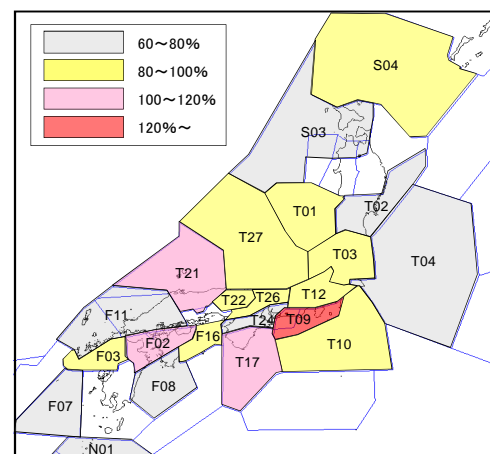 60～80%
80～100%
100～120%
120%～
S04
S03
T02
T01
T27
T03
T04
T21
T22
T26
T12
F11
T24
T09
F02
F16
T10
F03
T17
F08
F07
N01